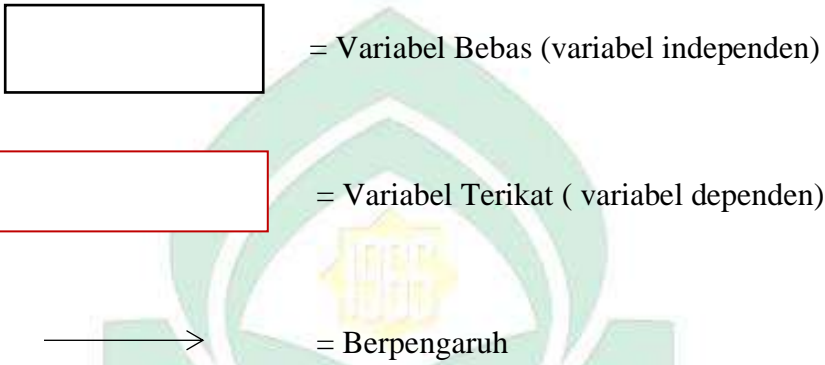 = Variabel Bebas (variabel independen)
= Variabel Terikat ( variabel dependen)
= Berpengaruh